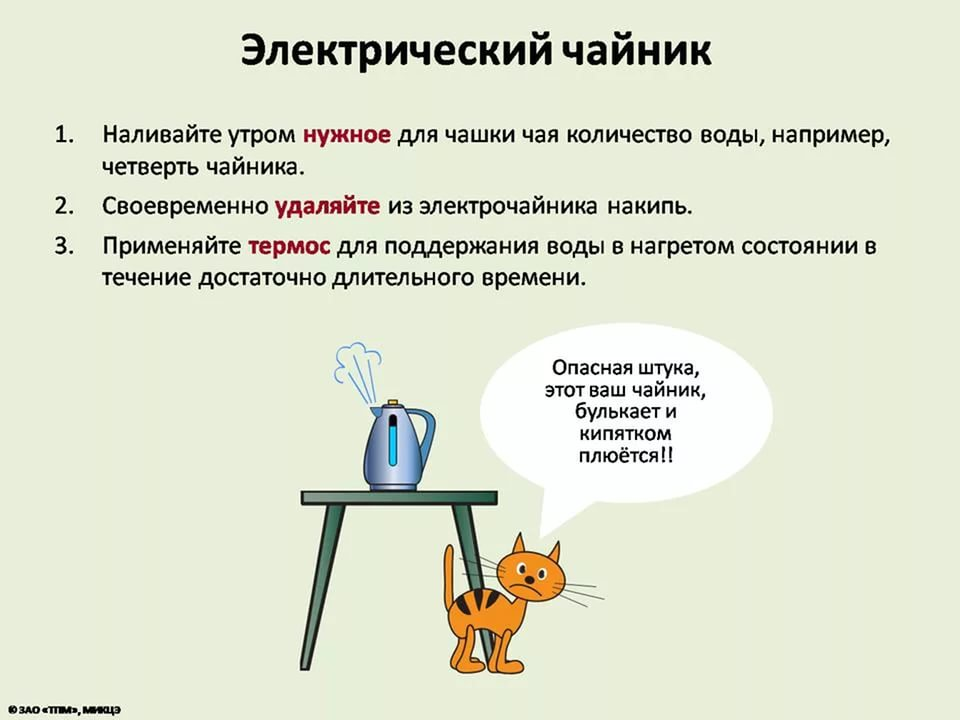 Электрический чайник
1. Наливайте утром нужное для чашки чая количество воды, например,
четверть чайника.
2. Своевременно удаляйте из электрочайника накипь.
3. Применяйте термос для поддержания воды в нагретом состоянии в
течение достаточно длительного времени.
Опасная штука,
этот ваш чайник,
булькает и
кипятком
плюётся!!
© ЗАО «ТПМ», МИКЦЭ